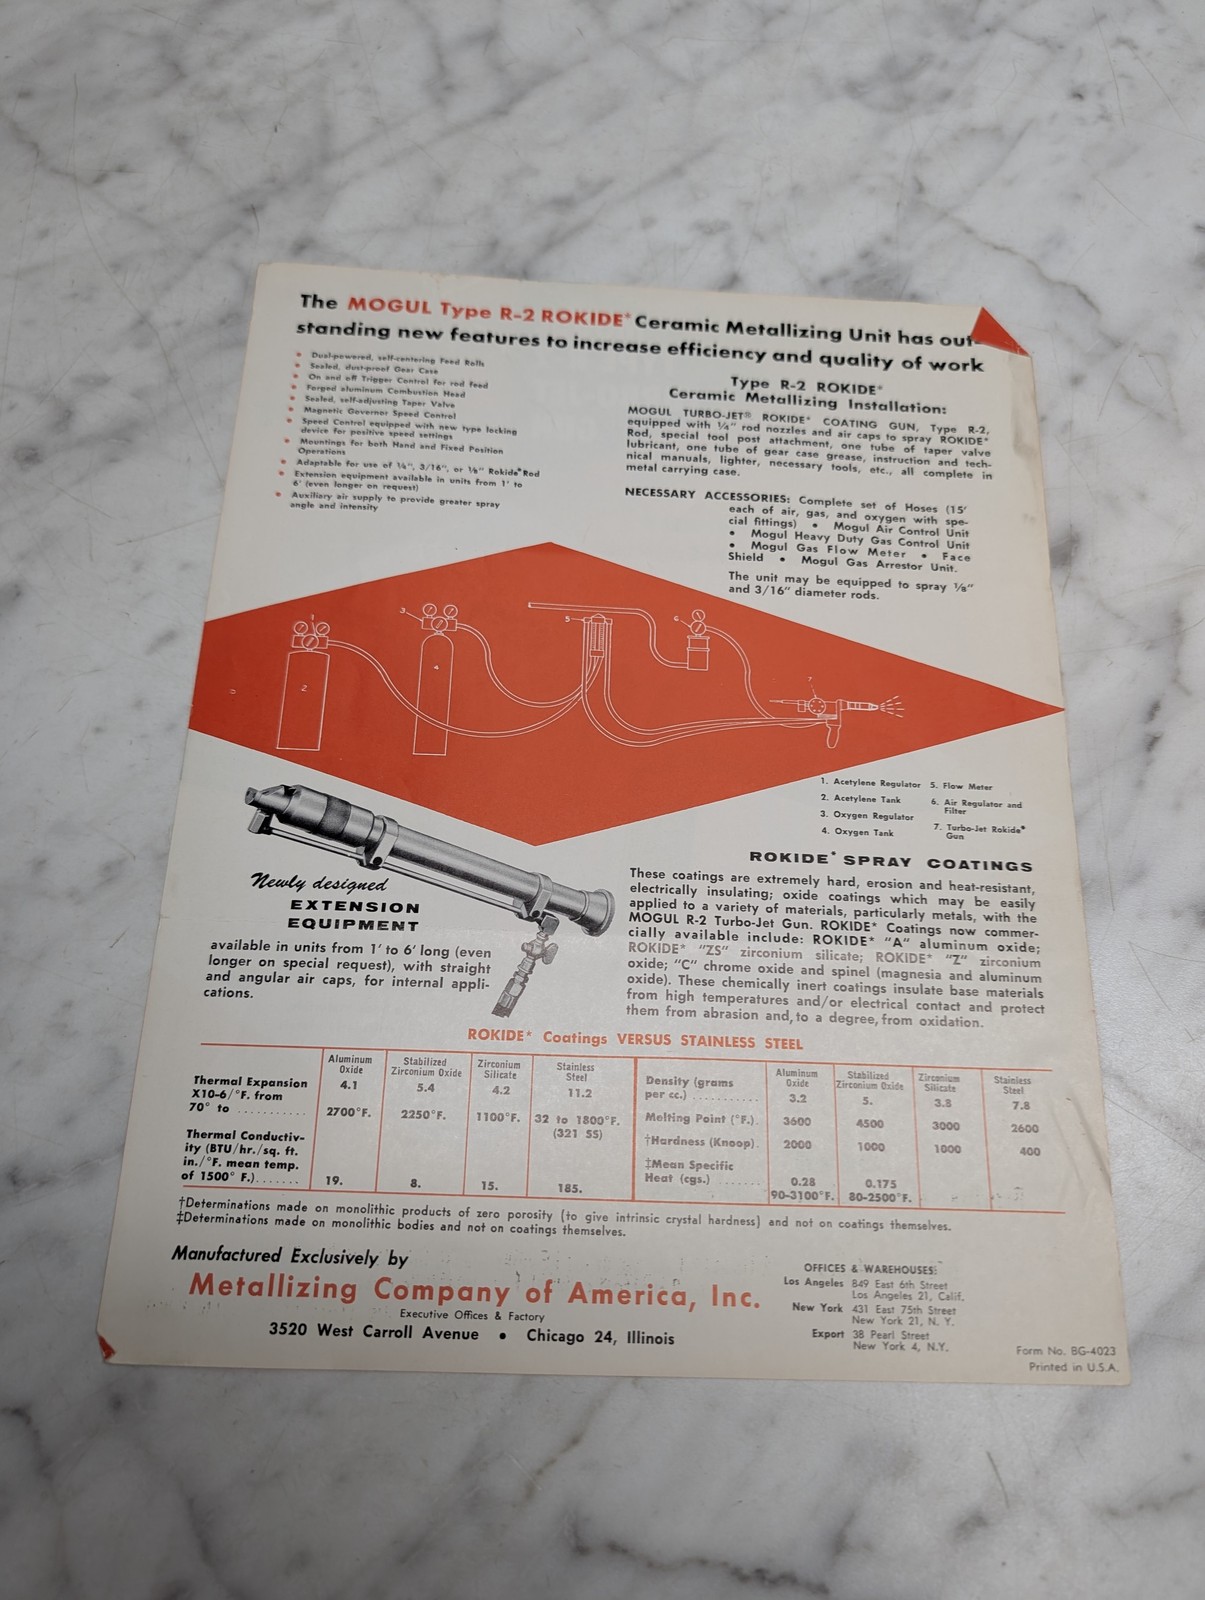 The MOGUL Type R-2 ROKIDE* Ceramic Metallizing Unit has out-
standing new features to increase efficiency and quality of work
• Dual-powered, self-centering Feed Rolls
• Sealed, dust-proof Gear Case
• On and off Trigger Control for rod feed
• Forged aluminum Combustion Head
• Sealed, self-adjusting Taper Valve
• Magnetic Governor Speed Control
• Speed Control equipped with new type locking
device for positive speed settings
• Mountings for both Hand and Fixed Position
Operations
• Adaptable for use of 1/4", 3/16", or 1/8" Rokide* Rod
• Extension equipment available in units from 1' to
6' (even longer on request)
• Auxiliary air supply to provide greater spray
angle and intensity
Type R-2 ROKIDE*
Ceramic Metallizing Installation:
MOGUL TURBO-JET® ROKIDE* COATING GUN, Type R-2,
equipped with 1/4" rod nozzles and air caps to spray ROKIDE*
Rod, special tool post attachment, one tube of taper valve
lubricant, one tube of gear case grease, instruction and tech-
nical manuals, lighter, necessary tools, etc., all complete in
metal carrying case.
NECESSARY ACCESSORIES: Complete set of Hoses (15'
each of air, gas, and oxygen with spe-
cial fittings) • Mogul Air Control Unit
• Mogul Heavy Duty Gas Control Unit
• Mogul Gas Flow Meter • Face
Shield • Mogul Gas Arrestor Unit.
The unit may be equipped to spray 1/8"
and 3/16" diameter rods.
1
2
3
4
5
6
7
1. Acetylene Regulator
2. Acetylene Tank
3. Oxygen Regulator
4. Oxygen Tank
5. Flow Meter
6. Air Regulator and
Filter
7. Turbo-Jet Rokide*
Gun
Newly designed
EXTENSION
EQUIPMENT
available in units from 1' to 6' long (even
longer on special request), with straight
and angular air caps, for internal appli-
cations.
ROKIDE* SPRAY COATINGS
These coatings are extremely hard, erosion and heat-resistant,
electrically insulating; oxide coatings which may be easily
applied to a variety of materials, particularly metals, with the
MOGUL R-2 Turbo-Jet Gun. ROKIDE* Coatings now commer-
cially available include: ROKIDE* "A" aluminum oxide;
ROKIDE* "ZS" zirconium silicate; ROKIDE* "Z" zirconium
oxide; "C" chrome oxide and spinel (magnesia and aluminum
oxide). These chemically inert coatings insulate base materials
from high temperatures and/or electrical contact and protect
them from abrasion and, to a degree, from oxidation.
ROKIDE* Coatings VERSUS STAINLESS STEEL
Aluminum Oxide Stabilized Zirconium Oxide Zirconium Silicate Stainless Steel
Thermal Expansion 4.1 5.4 4.2 11.2
X10-6/°F. from
70° to .......... 2700°F. 2250°F. 1100°F. 32 to 1800°F.
(321 SS)
Thermal Conductiv-
ity (BTU/hr./sq. ft.
in./°F. mean temp.
of 1500° F.)....... 19. 8. 15. 185.
Aluminum Oxide Stabilized Zirconium Oxide Zirconium Silicate Stainless Steel
Density (grams
per cc.) .......... 3.2 5. 3.8 7.8
Melting Point (°F.). 3600 4500 3000 2600
†Hardness (Knoop). 2000 1000 1000 400
‡Mean Specific
Heat (cgs.) ....... 0.28 0.175
90-3100°F. 80-2500°F.
†Determinations made on monolithic products of zero porosity (to give intrinsic crystal hardness) and not on coatings themselves.
‡Determinations made on monolithic bodies and not on coatings themselves.
Manufactured Exclusively by
Metallizing Company of America, Inc.
Executive Offices & Factory
3520 West Carroll Avenue • Chicago 24, Illinois
OFFICES & WAREHOUSES:
Los Angeles 849 East 6th Street
Los Angeles 21, Calif.
New York 431 East 75th Street
New York 21, N. Y.
Export 38 Pearl Street
New York 4, N.Y.
Form No. BG-4023
Printed in U.S.A.